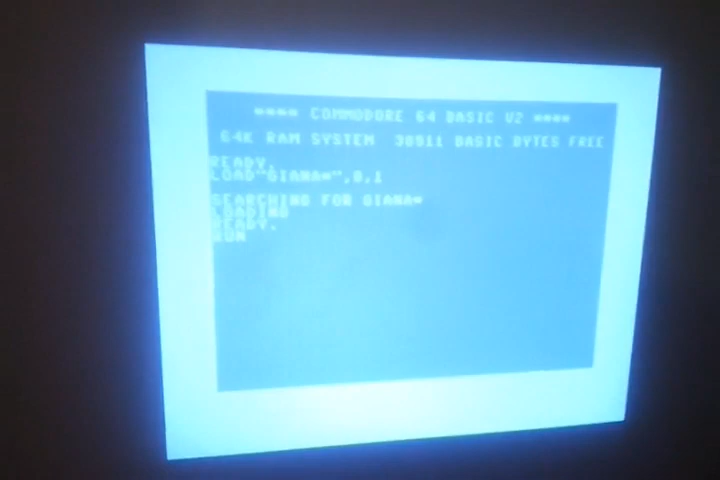 **** COMMODORE 64 BASIC V2 ****
64K RAM SYSTEM 38911 BASIC BYTES FREE
READY.
LOAD"GIANA*",8,1
SEARCHING FOR GIANA*
LOADING
READY.
RUN